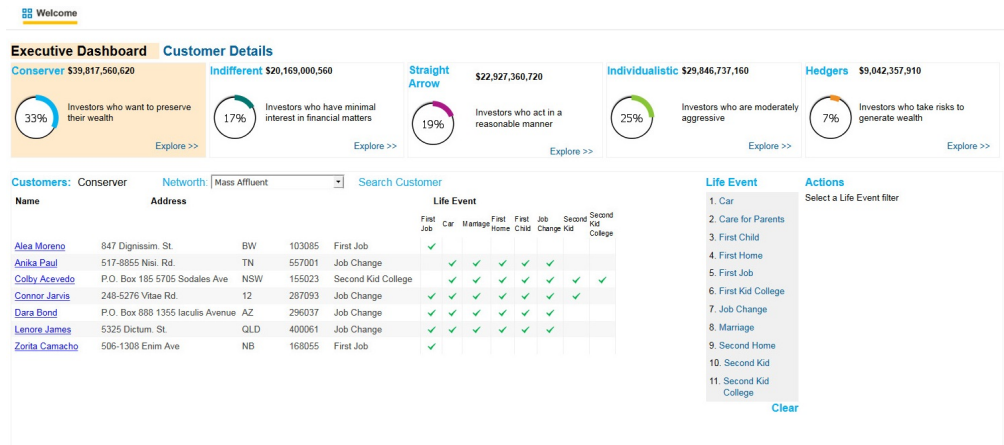 Welcome
Executive Dashboard Customer Details
Conserver $39,817,560,620
33%
Investors who want to preserve
their wealth
Explore >>
Indifferent $20,169,000,560
17%
Investors who have minimal
interest in financial matters
Explore >>
Straight
Arrow
$22,927,360,720
19%
Investors who act in a
reasonable manner
Explore >>
Individualistic $29,846,737,160
25%
Investors who are moderately
aggressive
Explore >>
Hedgers $9,042,357,910
7%
Investors who take risks to
generate wealth
Explore >>
Customers: Conserver Networth: Mass Affluent Search Customer
Name Address Life Event
First Job Car Marriage First Home First Child Job Change Second Kid Second Kid College
Alea Moreno 847 Dignissim. St. BW 103085 First Job ✓
Anika Paul 517-8855 Nisi. Rd. TN 557001 Job Change ✓ ✓ ✓ ✓ ✓
Colby Acevedo P.O. Box 185 5705 Sodales Ave NSW 155023 Second Kid College ✓ ✓ ✓ ✓ ✓ ✓ ✓
Connor Jarvis 248-5276 Vitae Rd. 12 287093 Job Change ✓ ✓ ✓ ✓ ✓ ✓ ✓
Dara Bond P.O. Box 888 1355 Iaculis Avenue AZ 296037 Job Change ✓ ✓ ✓ ✓ ✓ ✓
Lenore James 5325 Dictum. St. QLD 400061 Job Change ✓ ✓ ✓ ✓ ✓ ✓
Zorita Camacho 506-1308 Enim Ave NB 168055 First Job ✓
Life Event
1. Car
2. Care for Parents
3. First Child
4. First Home
5. First Job
6. First Kid College
7. Job Change
8. Marriage
9. Second Home
10. Second Kid
11. Second Kid
College
Clear
Actions
Select a Life Event filter